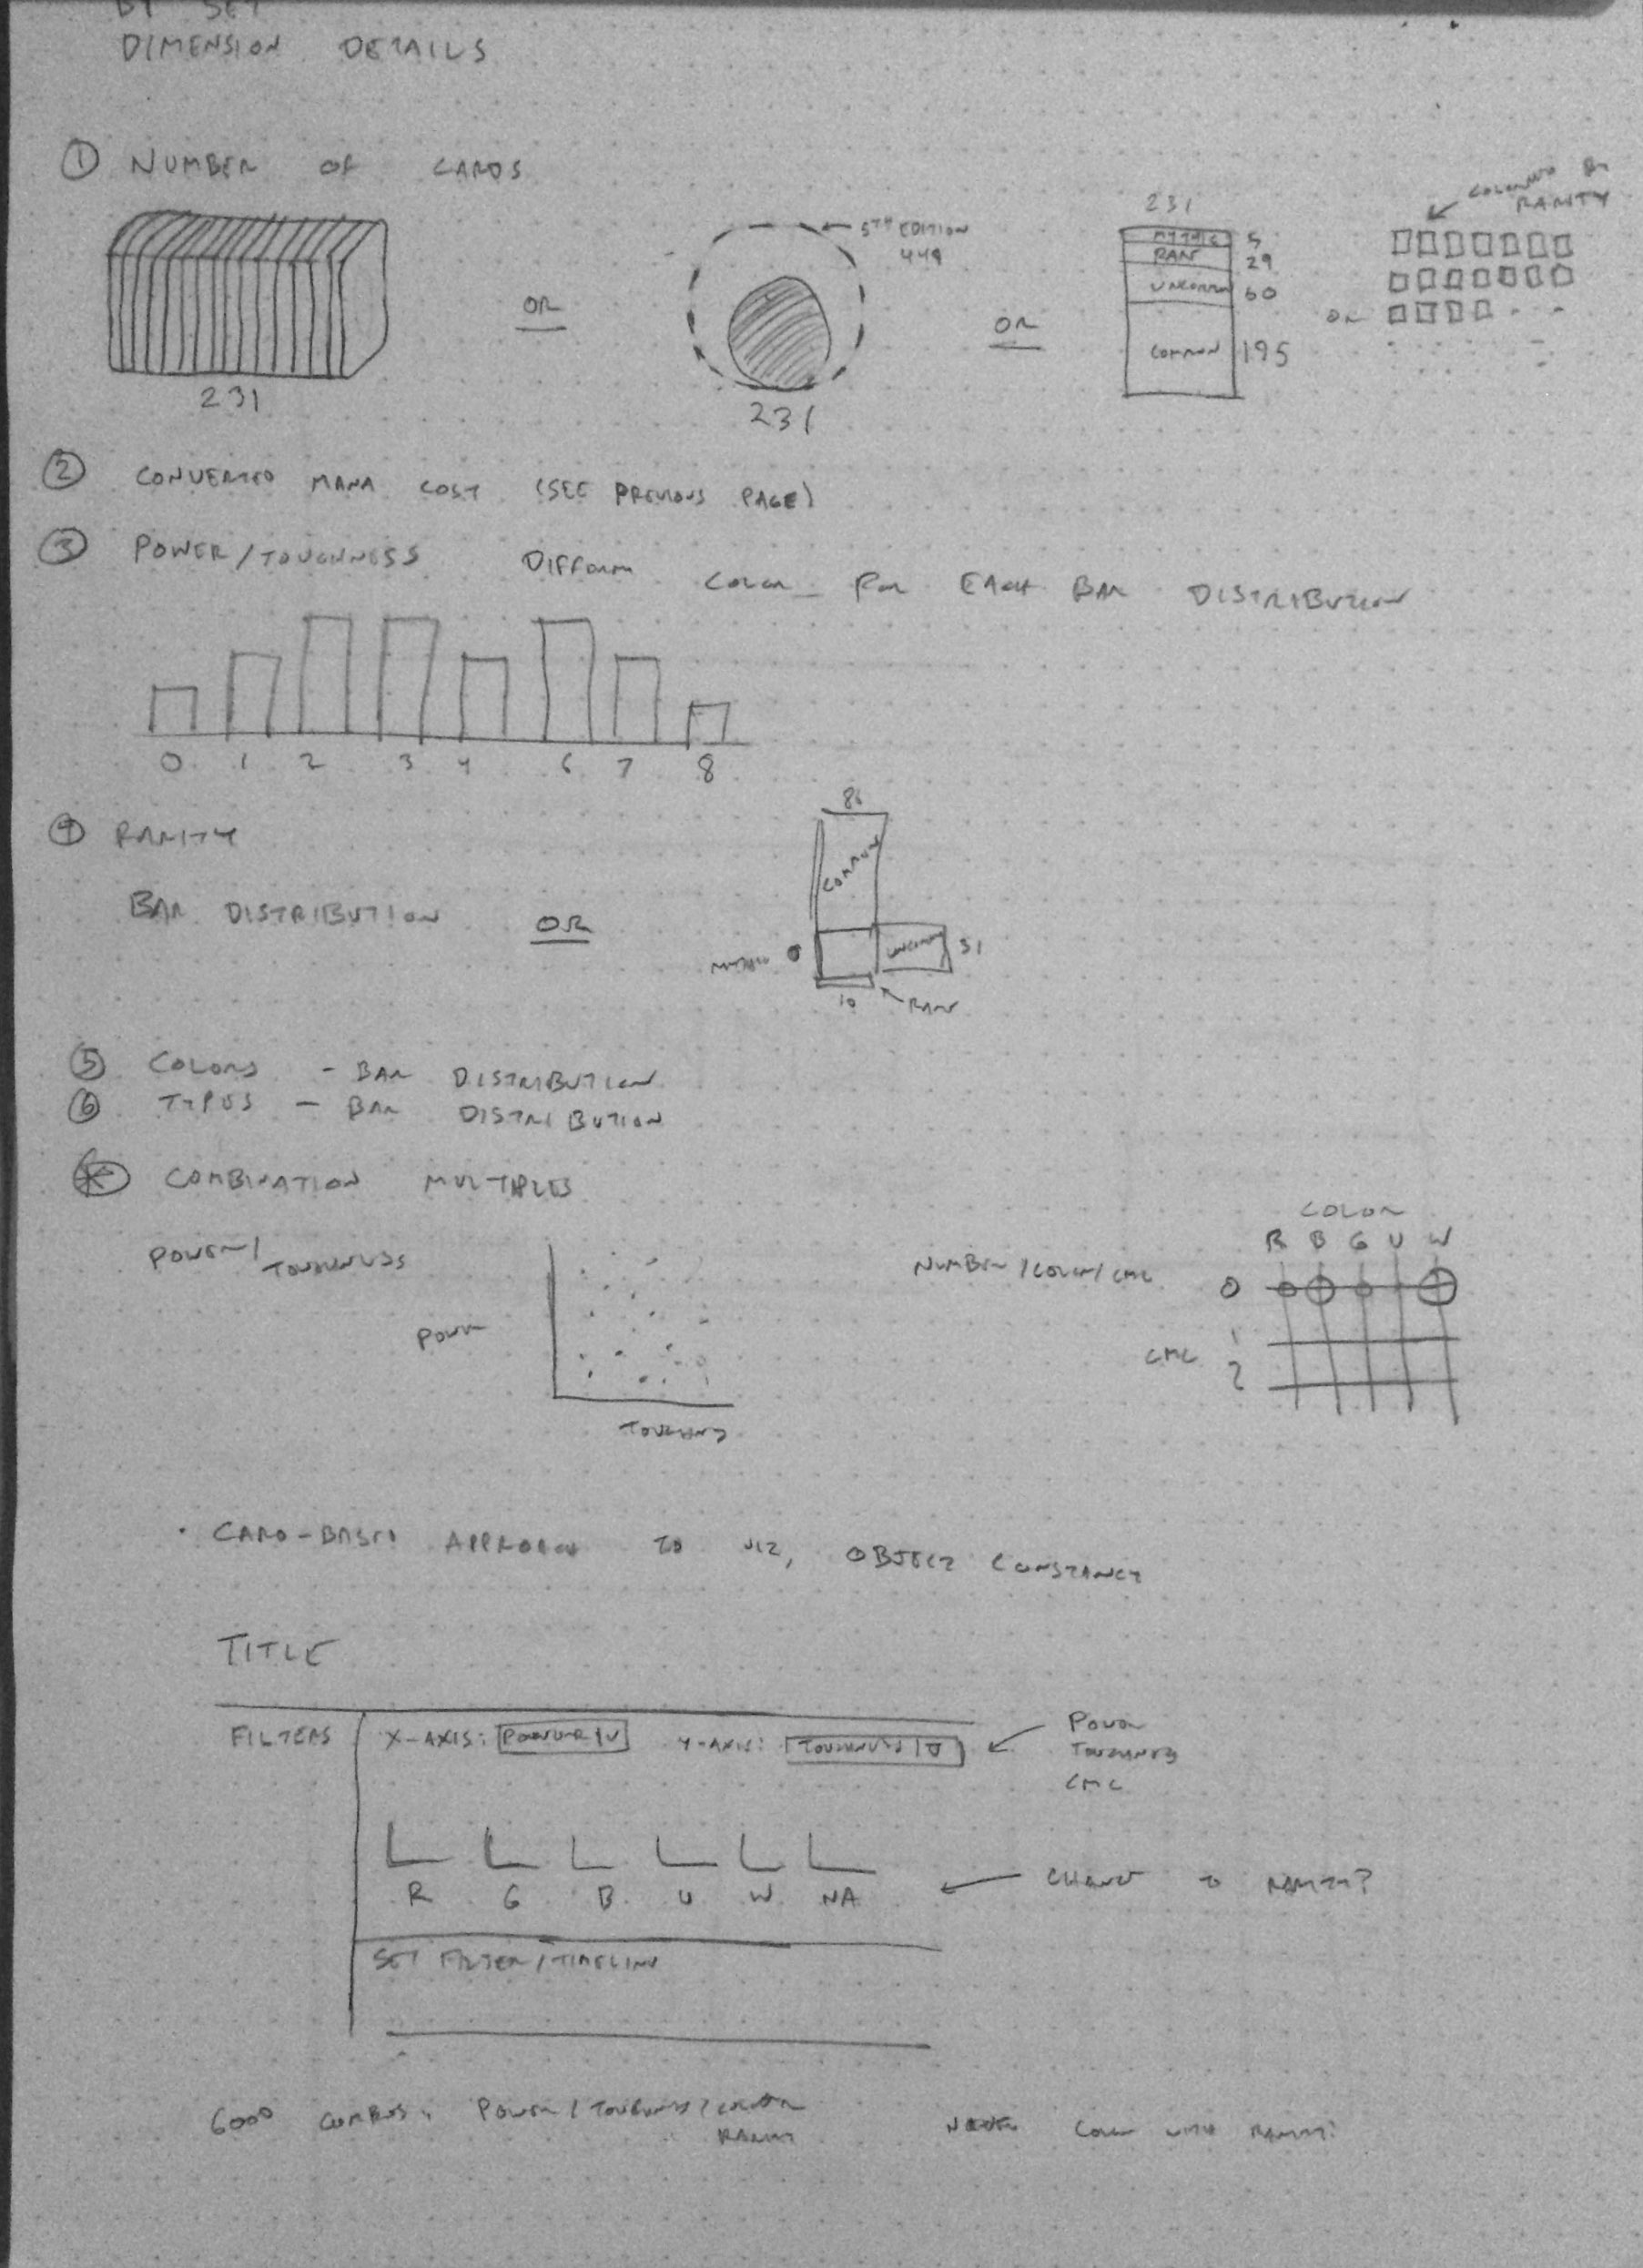 BY SET
DIMENSION DETAILS
① NUMBER OF CARDS
231
OR
5TH EDITION
449
231
OR
231
MYTHIC 5
RARE 29
UNCOMMON 60
COMMON 195
OR
COLORED BY
RARITY
② CONVERTED MANA COST (SEE PREVIOUS PAGE)
③ POWER/TOUGHNESS DIFFERENT COLOR FOR EACH BAR DISTRIBUTION
0 1 2 3 4 6 7 8
④ RARITY
BAR DISTRIBUTION OR
86
COMMON
MYTHIC 0
UNCOMMON 31
10
RARE
⑤ COLORS - BAR DISTRIBUTION
⑥ TYPES - BAR DISTRIBUTION
* COMBINATION MULTIPLES
POWER/
TOUGHNESS
POWER
TOUGHNESS
NUMBER/COLOR/CMC
COLOR
R B G U W
0
1
CMC
2
· CARD-BASED APPROACH TO VIZ, OBJECT CONSTANCY
TITLE
FILTERS
X-AXIS: POWER
Y-AXIS: TOUGHNESS
POWER
TOUGHNESS
CMC
R G B U W NA
CHANGE TO RARITY?
SET FILTER/TIMELINE
6000 COMBOS: POWER/TOUGHNESS/COLOR
RARITY
COLOR WITH RARITY?